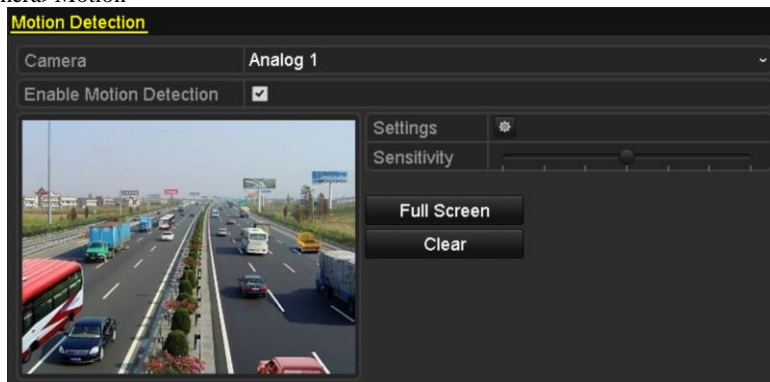 Motion Detection
Camera Analog 1
Enable Motion Detection
Settings
Sensitivity
Full Screen
Clear